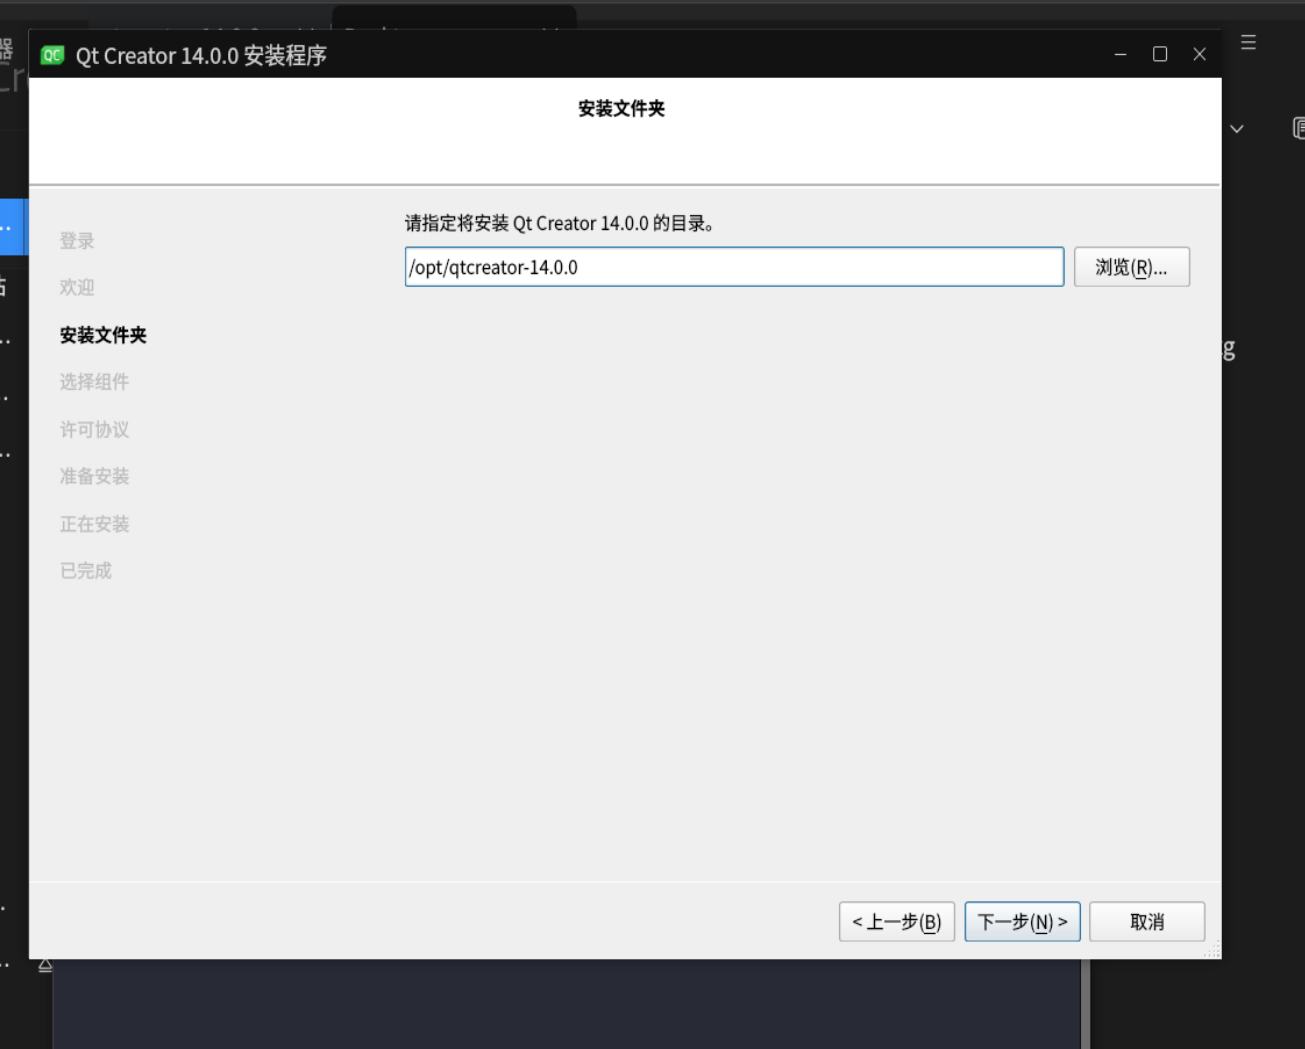 QC Qt Creator 14.0.0 安装程序
安装文件夹
请指定将安装 Qt Creator 14.0.0 的目录。
/opt/qtcreator-14.0.0
浏览(R)...
登录
欢迎
安装文件夹
选择组件
许可协议
准备安装
正在安装
已完成
< 上一步(B)
下一步(N) >
取消
器
g